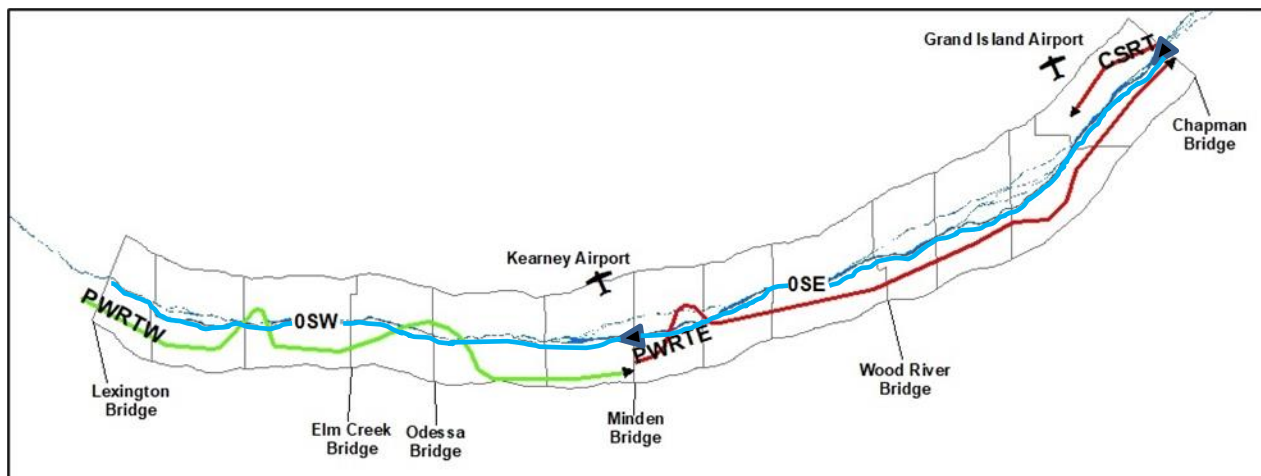 Grand Island Airport
CSRT
Chapman
Bridge
Kearney Airport
0SE
PWRTW
0SW
PWRTE
Wood River
Bridge
Lexington
Bridge
Elm Creek
Bridge
Odessa
Bridge
Minden
Bridge